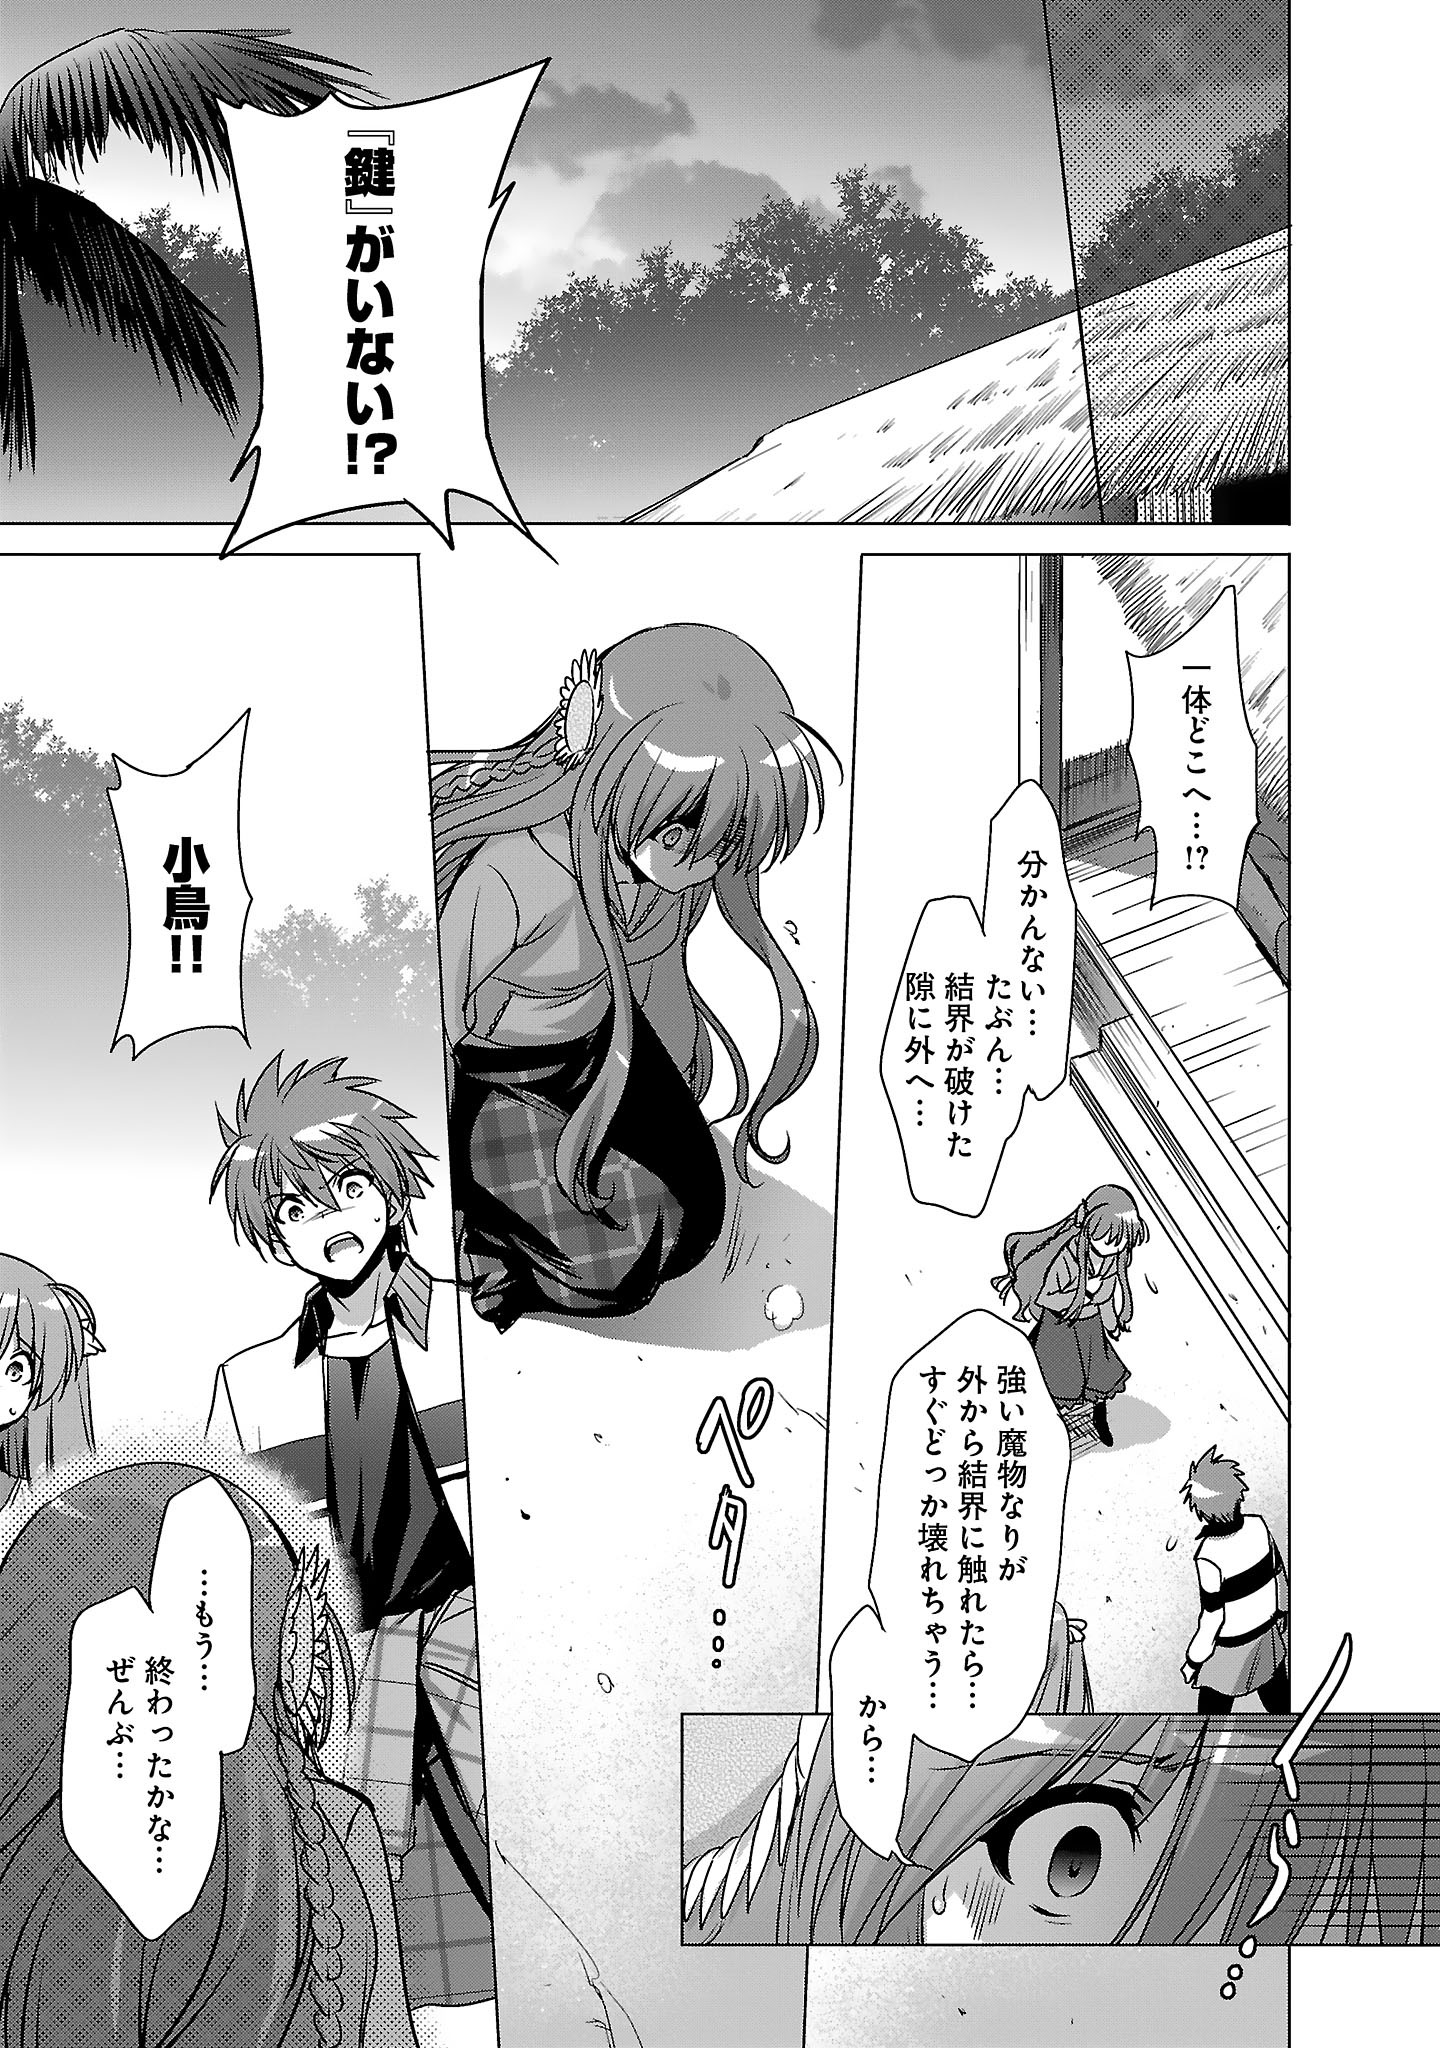 『鍵』がいない!?
一体どこへ…!?
分かんない…
たぶん…
結界が破けた
隙に外へ…
強い魔物なりが
外から結界に触れたら…
すぐどっか壊れちゃう…
から…
ペタ…
小鳥!!
…もう…
終わったかな…
ぜんぶ…